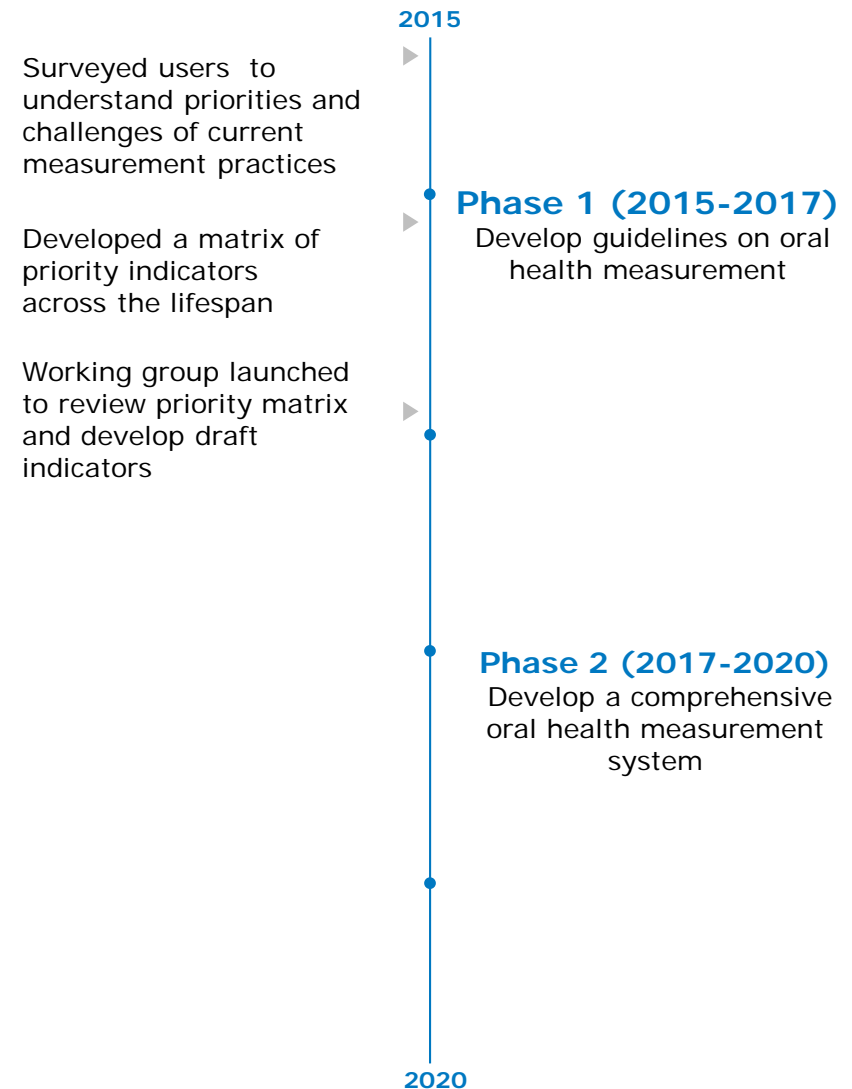 2015
Surveyed users  to
understand priorities and
challenges of current
measurement practices
Phase 1 (2015-2017)
Develop guidelines on oral
health measurement
Developed a matrix of
priority indicators
across the lifespan
Working group launched
to review priority matrix
and develop draft
indicators
Phase 2 (2017-2020)
Develop a comprehensive
oral health measurement
system
2020